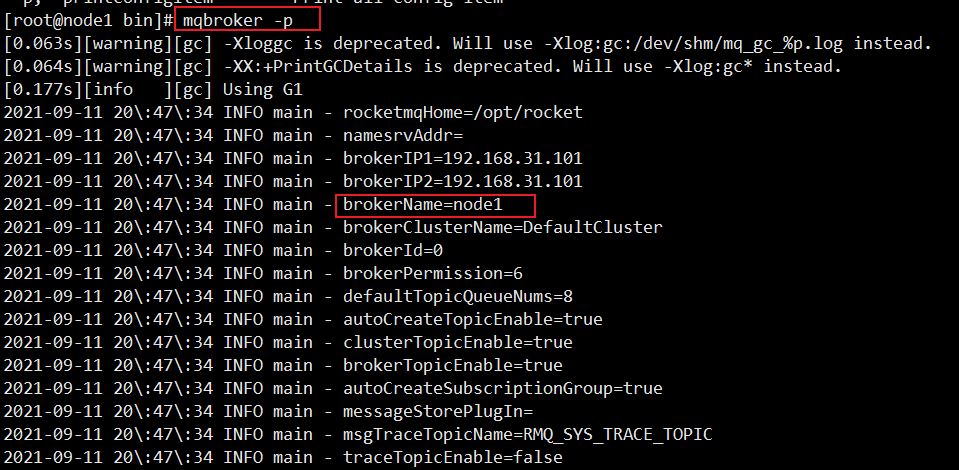 [root@node1 bin]# mqbroker -p
[0.063s][warning][gc] -Xloggc is deprecated. Will use -Xlog:gc:/dev/shm/mq_gc_%p.log instead.
[0.064s][warning][gc] -XX:+PrintGCDetails is deprecated. Will use -Xlog:gc* instead.
[0.177s][info   ][gc] Using G1
2021-09-11 20\:47\:34 INFO main - rocketmqHome=/opt/rocket
2021-09-11 20\:47\:34 INFO main - namesrvAddr=
2021-09-11 20\:47\:34 INFO main - brokerIP1=192.168.31.101
2021-09-11 20\:47\:34 INFO main - brokerIP2=192.168.31.101
2021-09-11 20\:47\:34 INFO main - brokerName=node1
2021-09-11 20\:47\:34 INFO main - brokerClusterName=DefaultCluster
2021-09-11 20\:47\:34 INFO main - brokerId=0
2021-09-11 20\:47\:34 INFO main - brokerPermission=6
2021-09-11 20\:47\:34 INFO main - defaultTopicQueueNums=8
2021-09-11 20\:47\:34 INFO main - autoCreateTopicEnable=true
2021-09-11 20\:47\:34 INFO main - clusterTopicEnable=true
2021-09-11 20\:47\:34 INFO main - brokerTopicEnable=true
2021-09-11 20\:47\:34 INFO main - autoCreateSubscriptionGroup=true
2021-09-11 20\:47\:34 INFO main - messageStorePlugIn=
2021-09-11 20\:47\:34 INFO main - msgTraceTopicName=RMQ_SYS_TRACE_TOPIC
2021-09-11 20\:47\:34 INFO main - traceTopicEnable=false